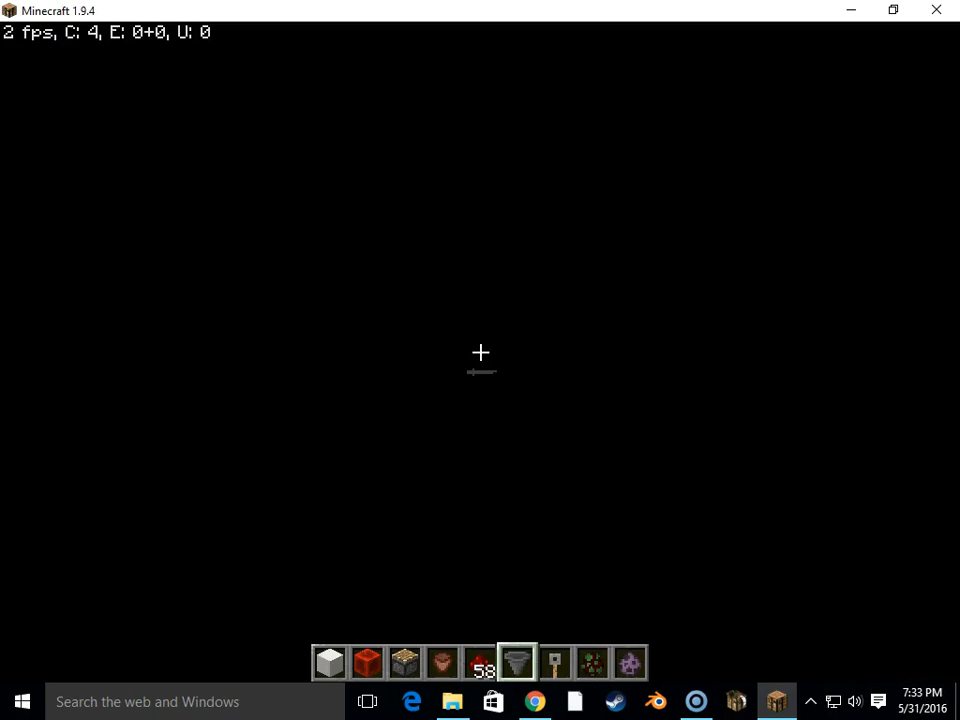 Minecraft 1.9.4
2 fps, C: 4, E: 0+0, U: 0
58
Search the web and Windows
7:33 PM
5/31/2016